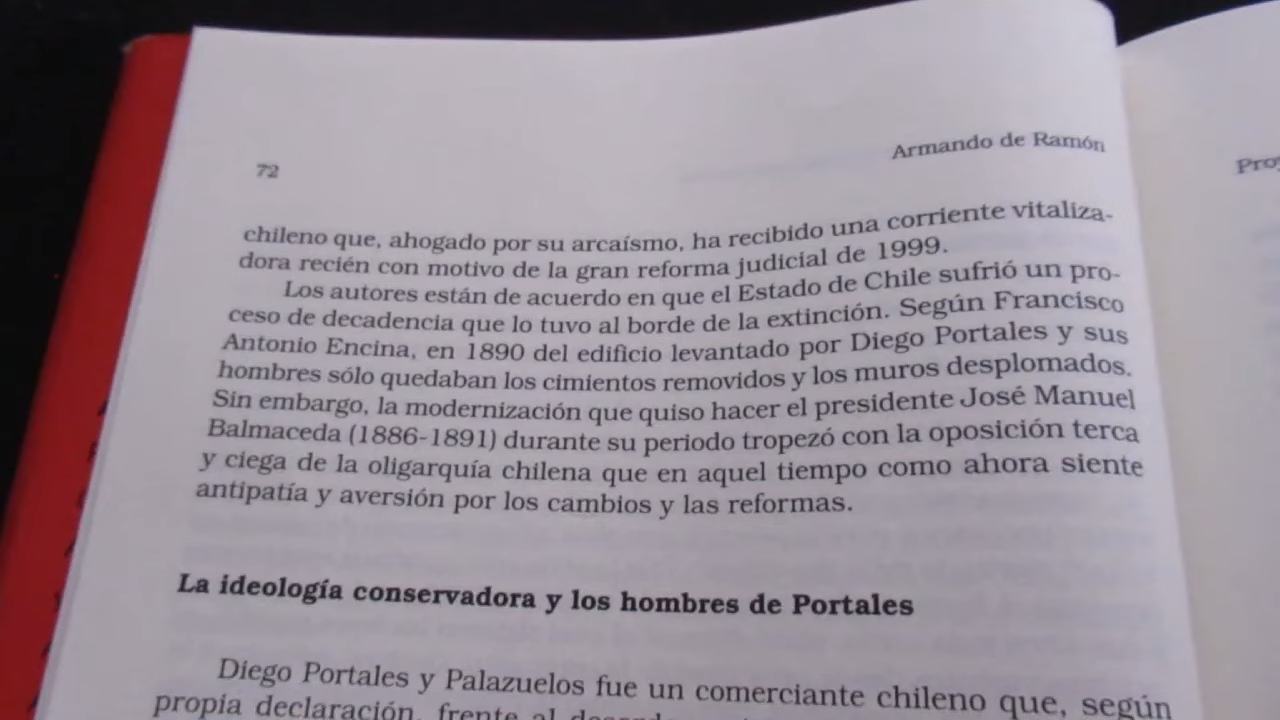 72
Armando de Ramón
Proy
chileno que, ahogado por su arcaísmo, ha recibido una corriente vitaliza-
dora recién con motivo de la gran reforma judicial de 1999.
Los autores están de acuerdo en que el Estado de Chile sufrió un pro-
ceso de decadencia que lo tuvo al borde de la extinción. Según Francisco
Antonio Encina, en 1890 del edificio levantado por Diego Portales y sus
hombres sólo quedaban los cimientos removidos y los muros desplomados.
Sin embargo, la modernización que quiso hacer el presidente José Manuel
Balmaceda (1886-1891) durante su periodo tropezó con la oposición terca
y ciega de la oligarquía chilena que en aquel tiempo como ahora siente
antipatía y aversión por los cambios y las reformas.
La ideología conservadora y los hombres de Portales
Diego Portales y Palazuelos fue un comerciante chileno que, según
propia declaración, frente al